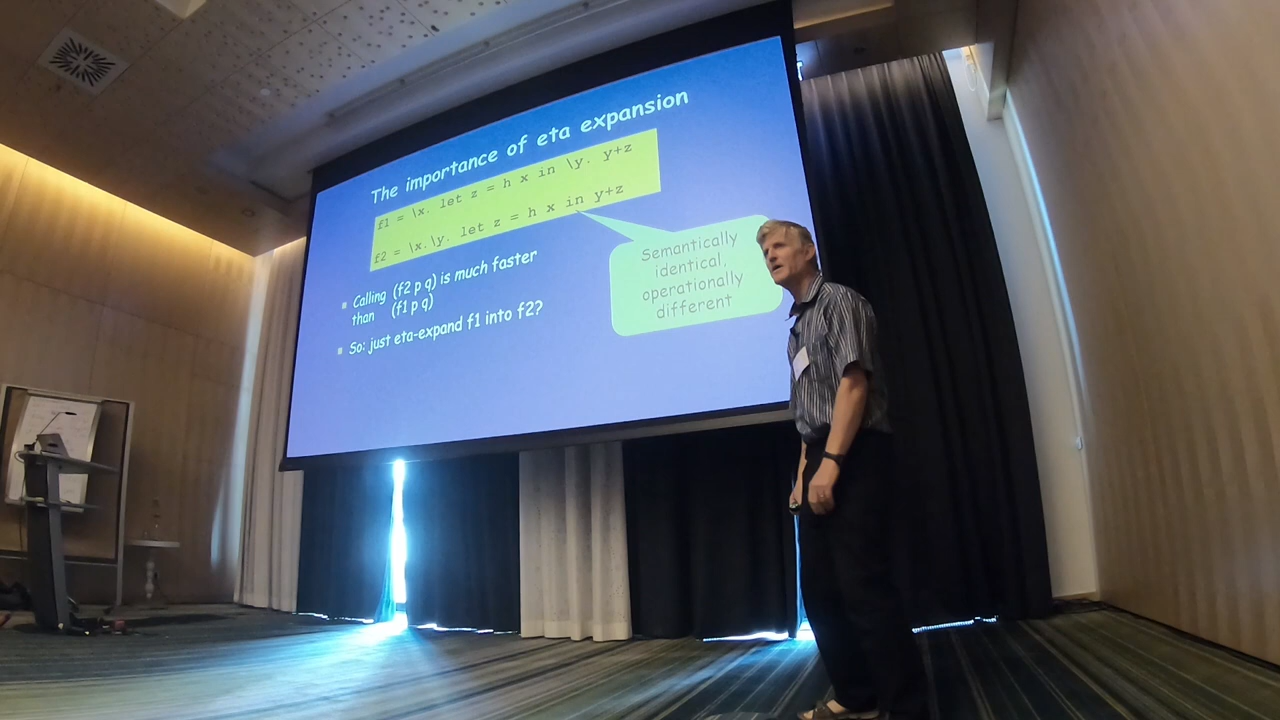 The importance of eta expansion
f1 = \x. let z = h x in \y. y+z
f2 = \x.\y. let z = h x in y+z
Semantically
identical,
operationally
different
Calling (f2 p q) is much faster
than (f1 p q)
So: just eta-expand f1 into f2?